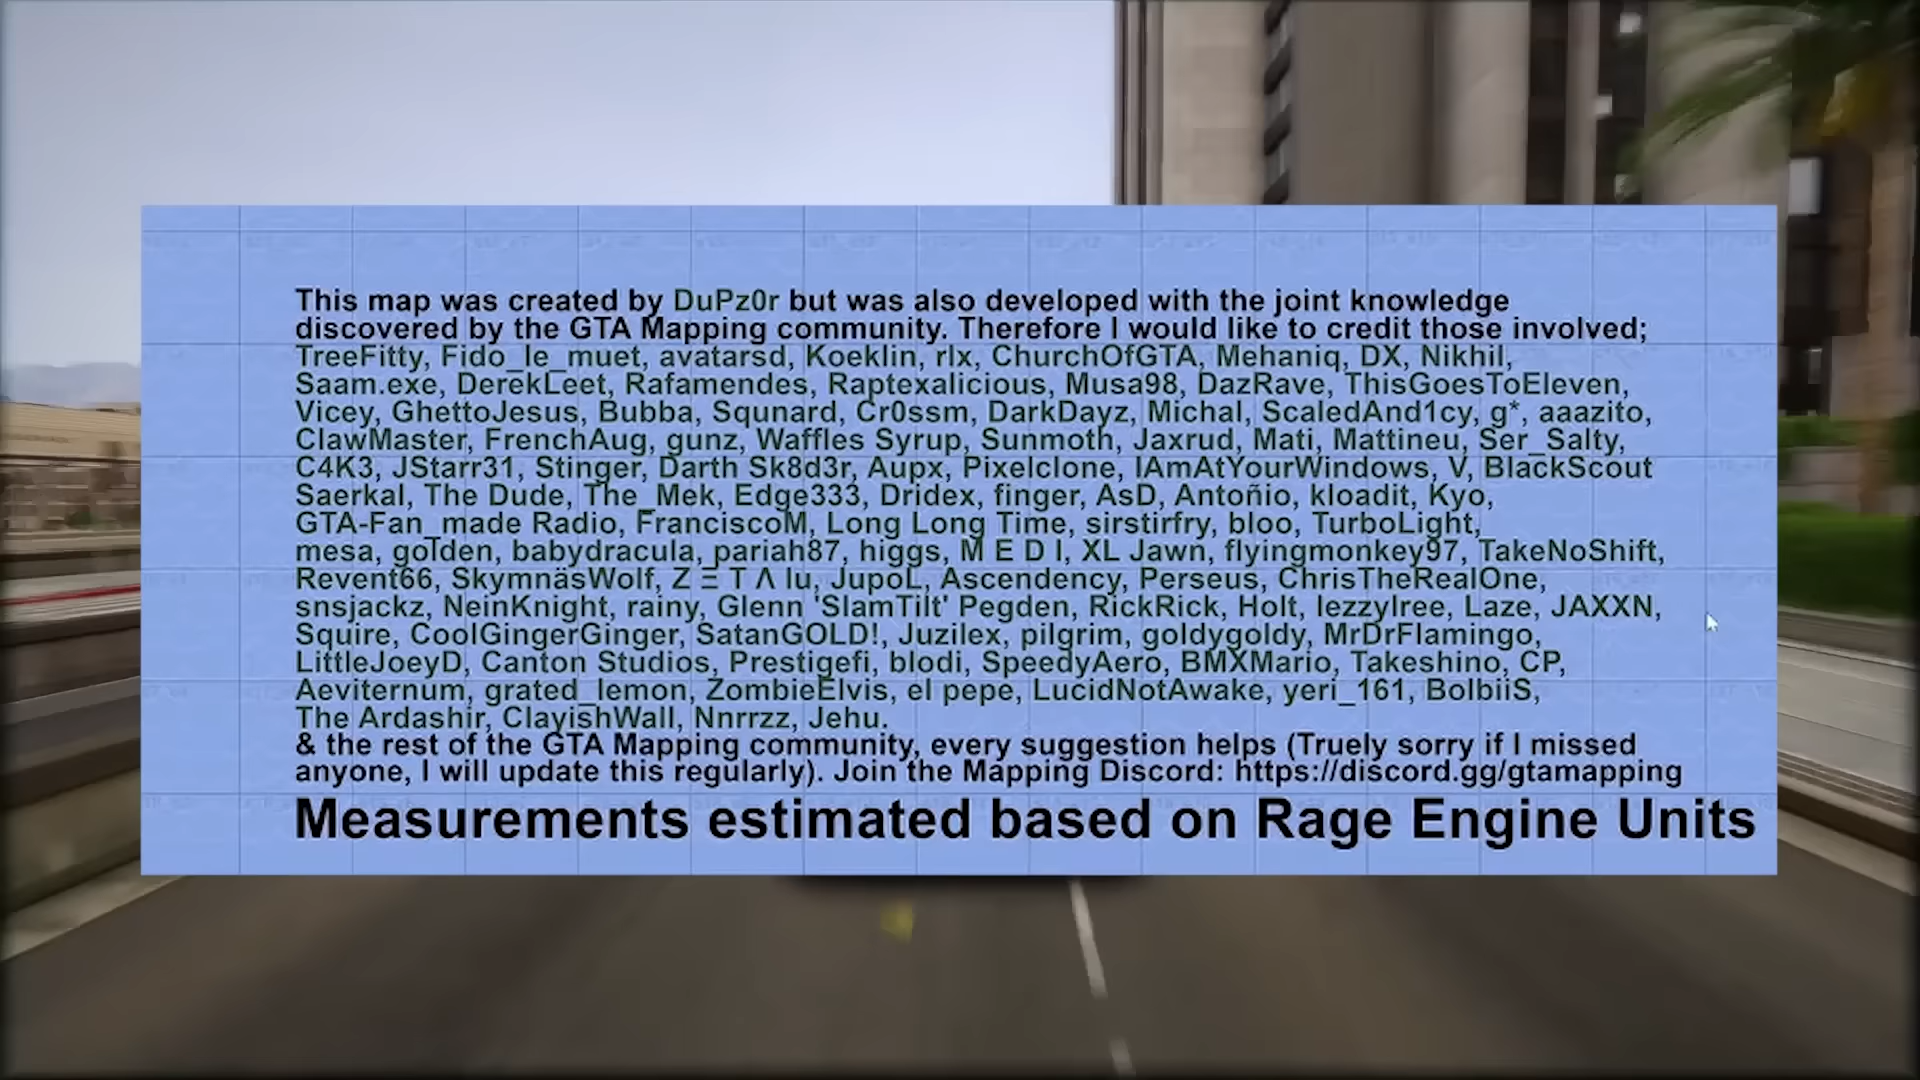 This map was created by DuPz0r but was also developed with the joint knowledge
discovered by the GTA Mapping community. Therefore I would like to credit those involved;
TreeFitty, Fido_le_muet, avatarsd, Koeklin, rlx, ChurchOfGTA, Mehaniq, DX, Nikhil,
Saam.exe, DerekLeet, Rafamendes, Raptexalicious, Musa98, DazRave, ThisGoesToEleven,
Vicey, GhettoJesus, Bubba, Squnard, Cr0ssm, DarkDayz, Michal, ScaledAnd1cy, g*, aaazito,
ClawMaster, FrenchAug, gunz, Waffles Syrup, Sunmoth, Jaxrud, Mati, Mattineu, Ser_Salty,
C4K3, JStarr31, Stinger, Darth Sk8d3r, Aupx, Pixelclone, IAmAtYourWindows, V, BlackScout
Saerkal, The Dude, The_Mek, Edge333, Dridex, finger, AsD, Antoñio, kloadit, Kyo,
GTA-Fan_made Radio, FranciscoM, Long Long Time, sirstirfry, bloo, TurboLight,
mesa, golden, babydracula, pariah87, higgs, M E D I, XL Jawn, flyingmonkey97, TakeNoShift,
Revent66, SkymnäsWolf, Z Ξ T Λ lu, JupoL, Ascendency, Perseus, ChrisTheRealOne,
snsjackz, NeinKnight, rainy, Glenn 'SlamTilt' Pegden, RickRick, Holt, lezzylree, Laze, JAXXN,
Squire, CoolGingerGinger, SatanGOLD!, Juzilex, pilgrim, goldygoldy, MrDrFlamingo,
LittleJoeyD, Canton Studios, Prestigefi, blodi, SpeedyAero, BMXMario, Takeshino, CP,
Aeviternum, grated_lemon, ZombieElvis, el pepe, LucidNotAwake, yeri_161, BolbiiS,
The Ardashir, ClayishWall, Nnrrzz, Jehu.
& the rest of the GTA Mapping community, every suggestion helps (Truely sorry if I missed
anyone, I will update this regularly). Join the Mapping Discord: https://discord.gg/gtamapping
Measurements estimated based on Rage Engine Units